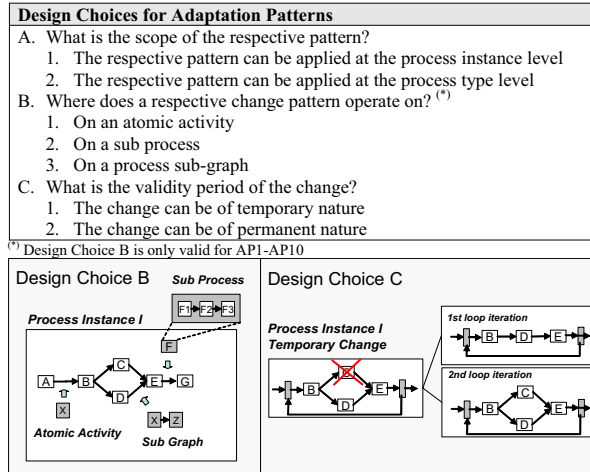 Design Choices for Adaptation Patterns
A. What is the scope of the respective pattern?
1. The respective pattern can be applied at the process instance level
2. The respective pattern can be applied at the process type level
B. Where does a respective change pattern operate on? (*)
1. On an atomic activity
2. On a sub process
3. On a process sub-graph
C. What is the validity period of the change?
1. The change can be of temporary nature
2. The change can be of permanent nature
(*) Design Choice B is only valid for AP1-AP10
Design Choice B
Sub Process
F1 F2 F3
Process Instance I
F
C
A B E G
D
X
X Z
Atomic Activity
Sub Graph
Design Choice C
Process Instance I
Temporary Change
B E
D
1st loop iteration
B D E
2nd loop iteration
C
B E
D